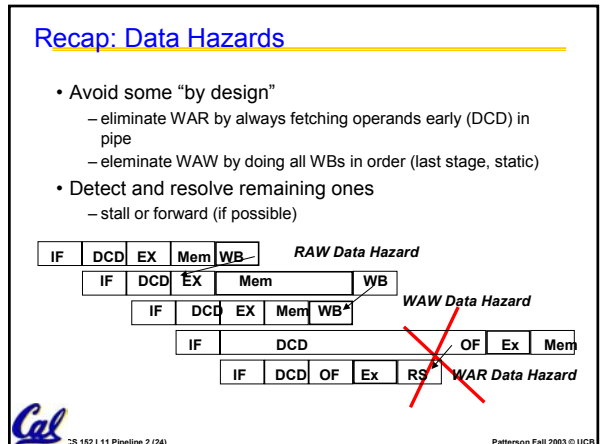 Recap: Data Hazards
• Avoid some “by design”
– eliminate WAR by always fetching operands early (DCD) in
pipe
– eleminate WAW by doing all WBs in order (last stage, static)
• Detect and resolve remaining ones
– stall or forward (if possible)
IF DCD EX Mem WB RAW Data Hazard
IF DCD EX Mem WB
WAW Data Hazard
IF DCD EX Mem WB
IF DCD OF Ex Mem
IF DCD OF Ex RS WAR Data Hazard
Cal
CS 152 L11 Pipeline 2 (24) Patterson Fall 2003 © UCB